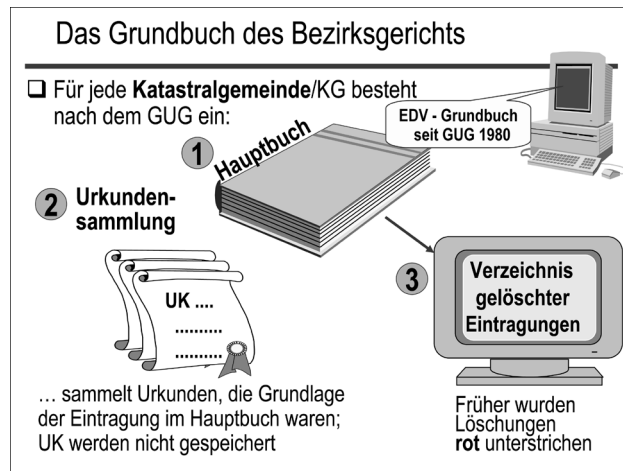 Das Grundbuch des Bezirksgerichts
❑ Für jede Katastralgemeinde/KG besteht
nach dem GUG ein:
EDV - Grundbuch
seit GUG 1980
1
Hauptbuch
2
Urkunden-
sammlung
UK ....
..........
..........
3
Verzeichnis
gelöschter
Eintragungen
... sammelt Urkunden, die Grundlage
der Eintragung im Hauptbuch waren;
UK werden nicht gespeichert
Früher wurden
Löschungen
rot unterstrichen